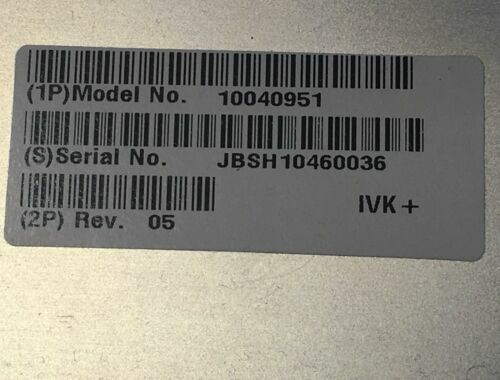 (1P)Model No. 10040951
(S)Serial No. JBSH10460036
(2P) Rev. 05 IVK+